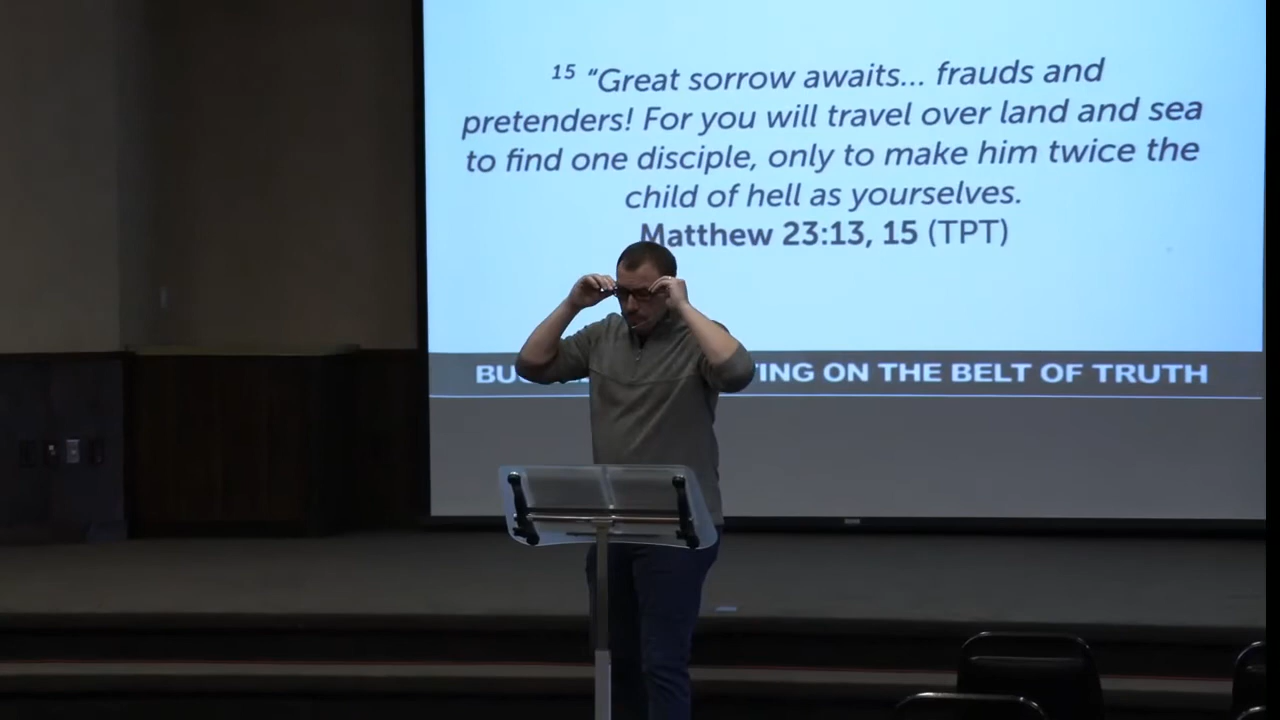 15 “Great sorrow awaits... frauds and
pretenders! For you will travel over land and sea
to find one disciple, only to make him twice the
child of hell as yourselves.
Matthew 23:13, 15 (TPT)
ON THE BELT OF TRUTH